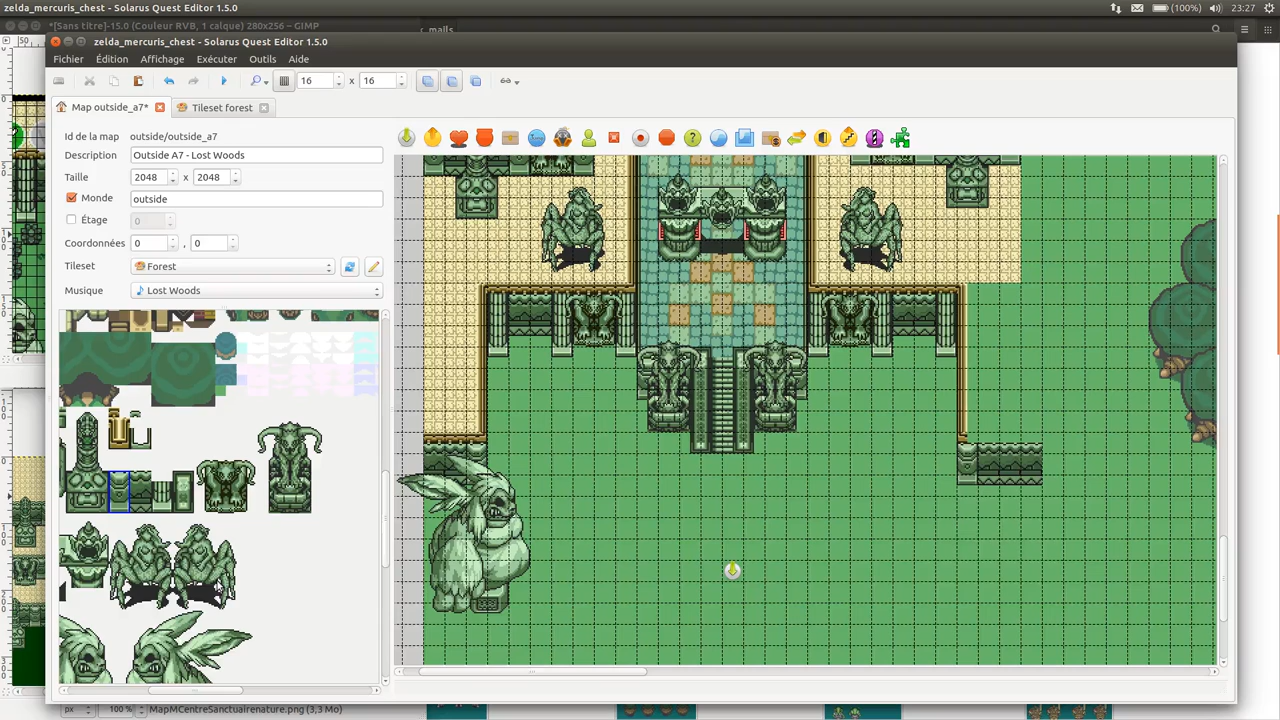 zelda_mercuris_chest - Solarus Quest Editor 1.5.0
(100%) 23:27
*[Sans titre]-15.0 (Couleur RVB, 1 calque) 280x256 – GIMP
zelda_mercuris_chest - Solarus Quest Editor 1.5.0
Fichier Édition Affichage Exécuter Outils Aide
16 x 16
Map outside_a7* Tileset forest
Id de la map outside/outside_a7
Description Outside A7 - Lost Woods
Taille 2048 x 2048
Monde outside
Étage 0
Coordonnées 0 , 0
Tileset Forest
Musique Lost Woods
px 100 % MapMCentreSanctuairenature.png (3,3 Mo)